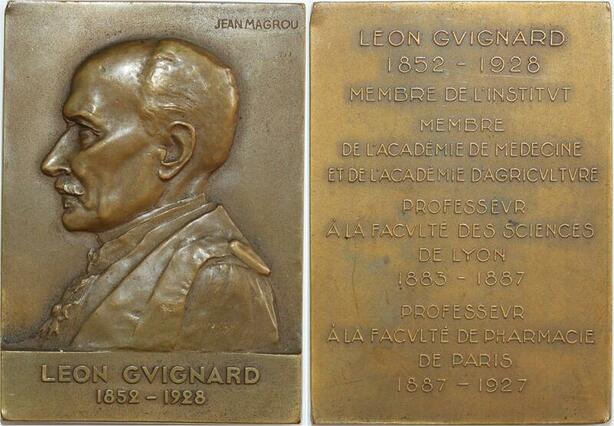 JEAN MAGROU
LEON GVIGNARD
1852 - 1928
LEON GVIGNARD
1852 - 1928
MEMBRE DE L'INSTITVT
MEMBRE
DE L'ACADÉMIE DE MEDECINE
ET DE L'ACADÉMIE D'AGRICVLTVRE
PROFESSEVR
À LA FACVLTÉ DES SCIENCES
DE LYON
1883 - 1887
PROFESSEVR
À LA FACVLTÉ DE PHARMACIE
DE PARIS
1887 - 1927